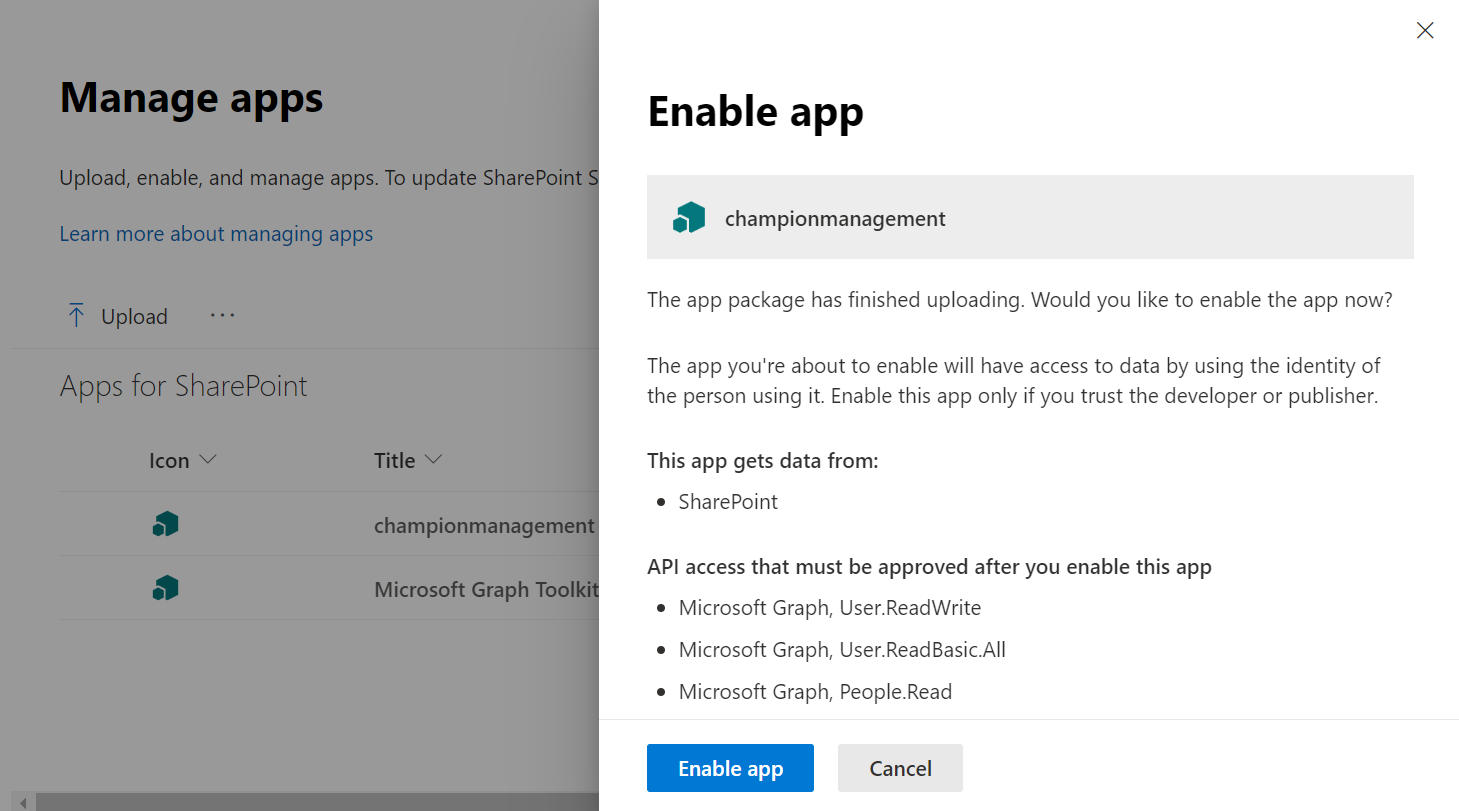 Manage apps
Upload, enable, and manage apps. To update SharePoint S
Learn more about managing apps
Upload
Apps for SharePoint
Icon
Title
championmanagement
Microsoft Graph Toolkit
Enable app
championmanagement
The app package has finished uploading. Would you like to enable the app now?
The app you're about to enable will have access to data by using the identity of
the person using it. Enable this app only if you trust the developer or publisher.
This app gets data from:
• SharePoint
API access that must be approved after you enable this app
• Microsoft Graph, User.ReadWrite
• Microsoft Graph, User.ReadBasic.All
• Microsoft Graph, People.Read
Enable app
Cancel